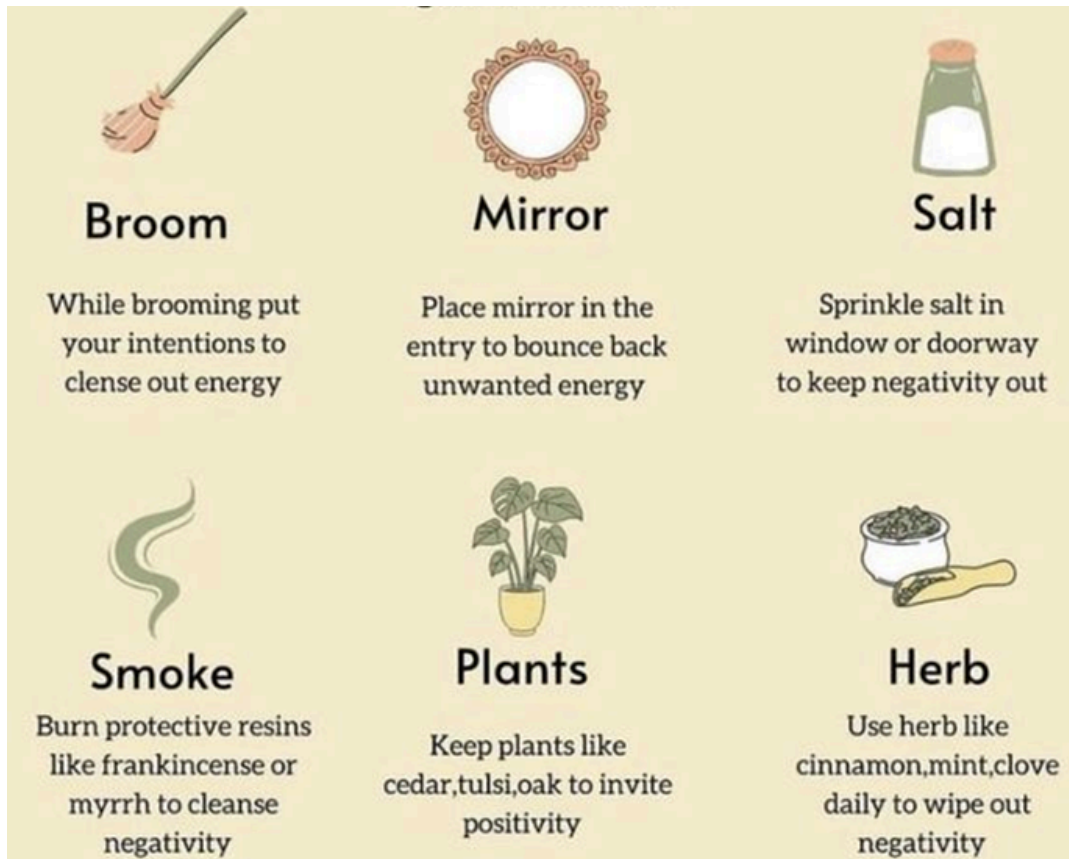 Broom
While brooming put
your intentions to
clense out energy
Mirror
Place mirror in the
entry to bounce back
unwanted energy
Salt
Sprinkle salt in
window or doorway
to keep negativity out
Smoke
Burn protective resins
like frankincense or
myrrh to cleanse
negativity
Plants
Keep plants like
cedar,tulsi,oak to invite
positivity
Herb
Use herb like
cinnamon,mint,clove
daily to wipe out
negativity